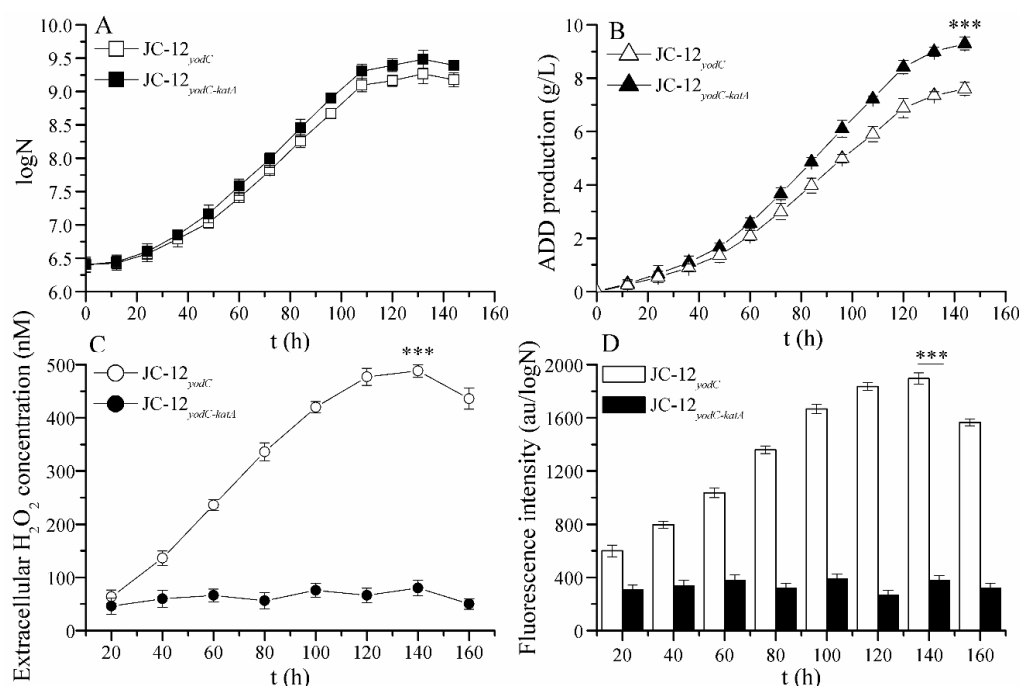 A
JC-12yodC
JC-12yodC-katA
logN
10.0
9.5
9.0
8.5
8.0
7.5
7.0
6.5
6.0
0 20 40 60 80 100 120 140 160
t (h)
B
***
JC-12yodC
JC-12yodC-katA
ADD production (g/L)
10
8
6
4
2
0
0 20 40 60 80 100 120 140 160
t (h)
C
***
JC-12yodC
JC-12yodC-katA
Extracellular H2O2 concentration (nM)
500
400
300
200
100
0
20 40 60 80 100 120 140 160
t (h)
D
***
JC-12yodC
JC-12yodC-katA
Fluorescence intensity (au/logN)
2000
1600
1200
800
400
0
20 40 60 80 100 120 140 160
t (h)